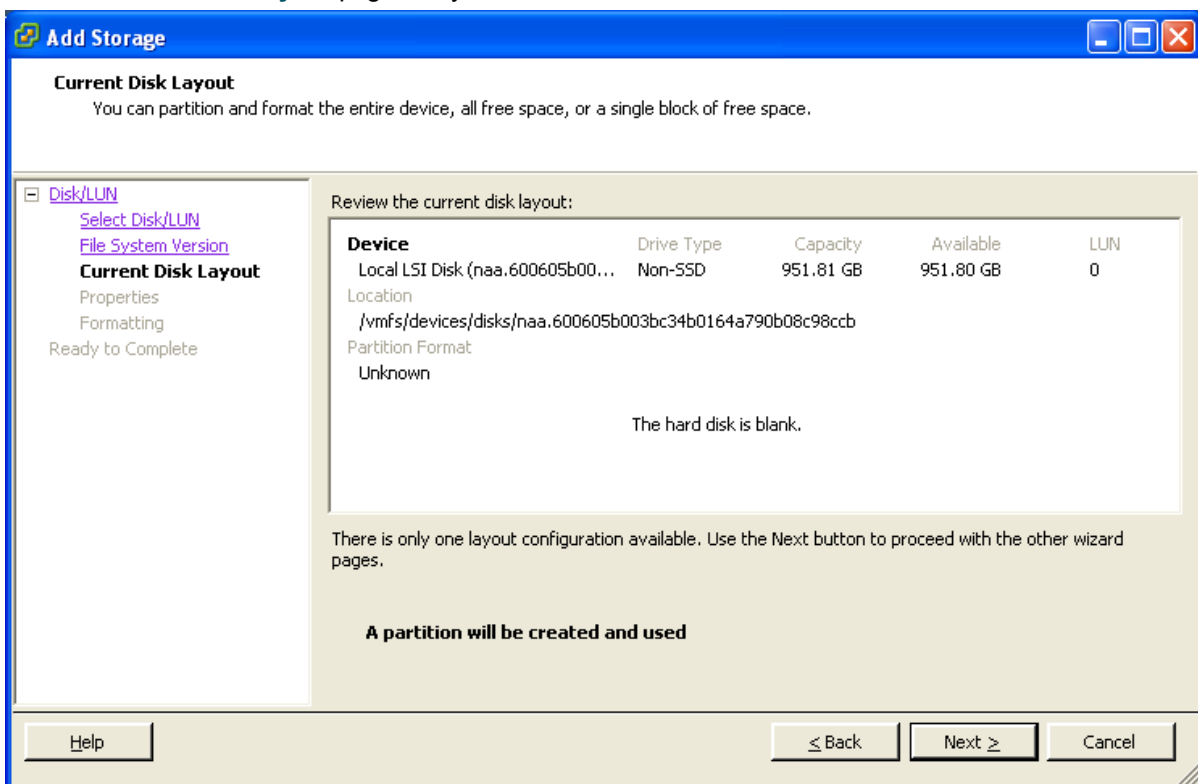 Add Storage
Current Disk Layout
You can partition and format the entire device, all free space, or a single block of free space.
Disk/LUN
Select Disk/LUN
File System Version
Current Disk Layout
Properties
Formatting
Ready to Complete
Review the current disk layout:
Device Drive Type Capacity Available LUN
Local LSI Disk (naa.600605b00... Non-SSD 951.81 GB 951.80 GB 0
Location
/vmfs/devices/disks/naa.600605b003bc34b0164a790b08c98ccb
Partition Format
Unknown
The hard disk is blank.
There is only one layout configuration available. Use the Next button to proceed with the other wizard
pages.
A partition will be created and used
Help ≤ Back Next ≥ Cancel